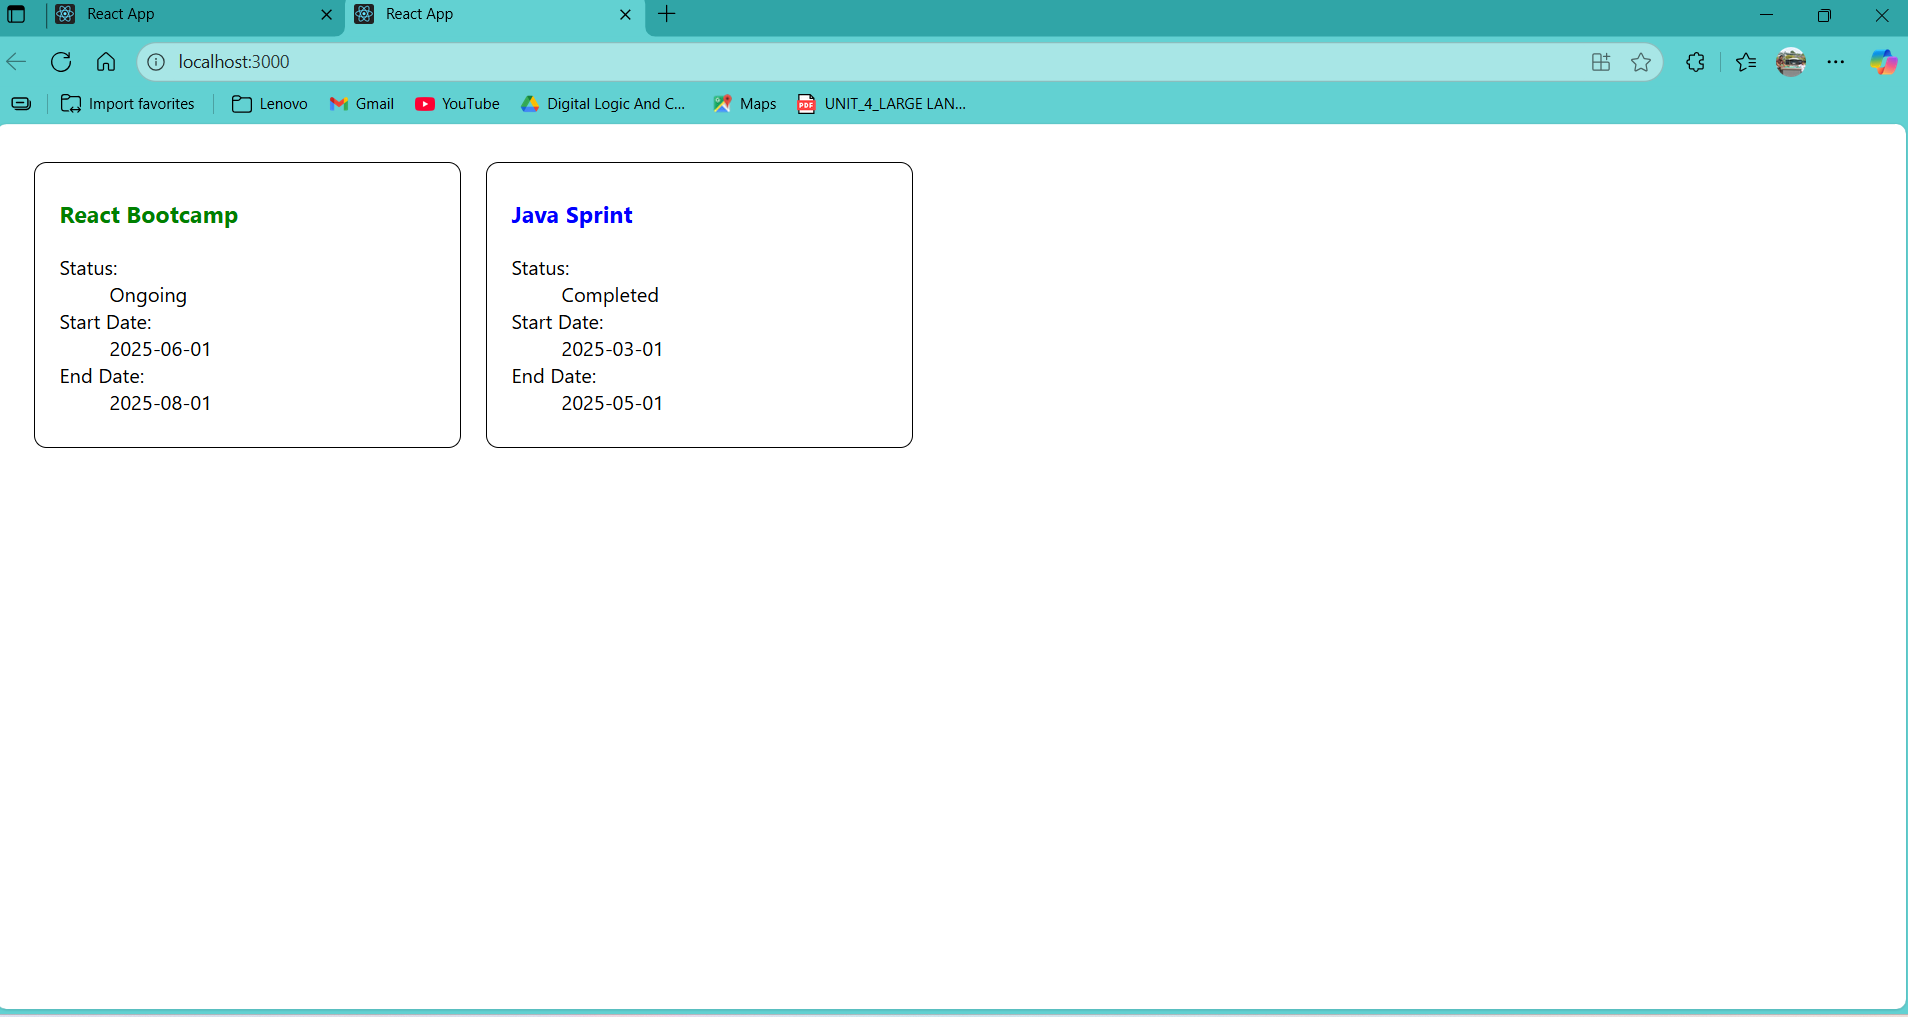 React App
React App
localhost:3000
Import favorites
Lenovo
Gmail
YouTube
Digital Logic And C...
Maps
PDF
UNIT_4_LARGE LAN...
React Bootcamp
Status:
Ongoing
Start Date:
2025-06-01
End Date:
2025-08-01
Java Sprint
Status:
Completed
Start Date:
2025-03-01
End Date:
2025-05-01